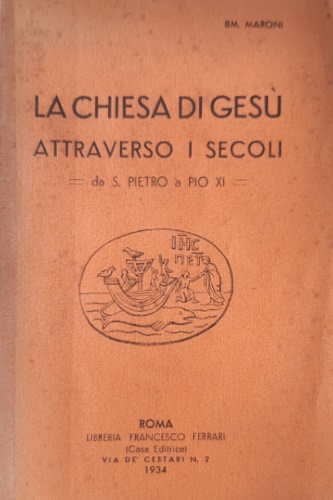 BM. MARONI
LA CHIESA DI GESÙ
ATTRAVERSO I SECOLI
da S. PIETRO a PIO XI
IHC
ΠΕΤ
ROMA
LIBRERIA FRANCESCO FERRARI
(Casa Editrice)
VIA DE' CESTARI N. 2
1934